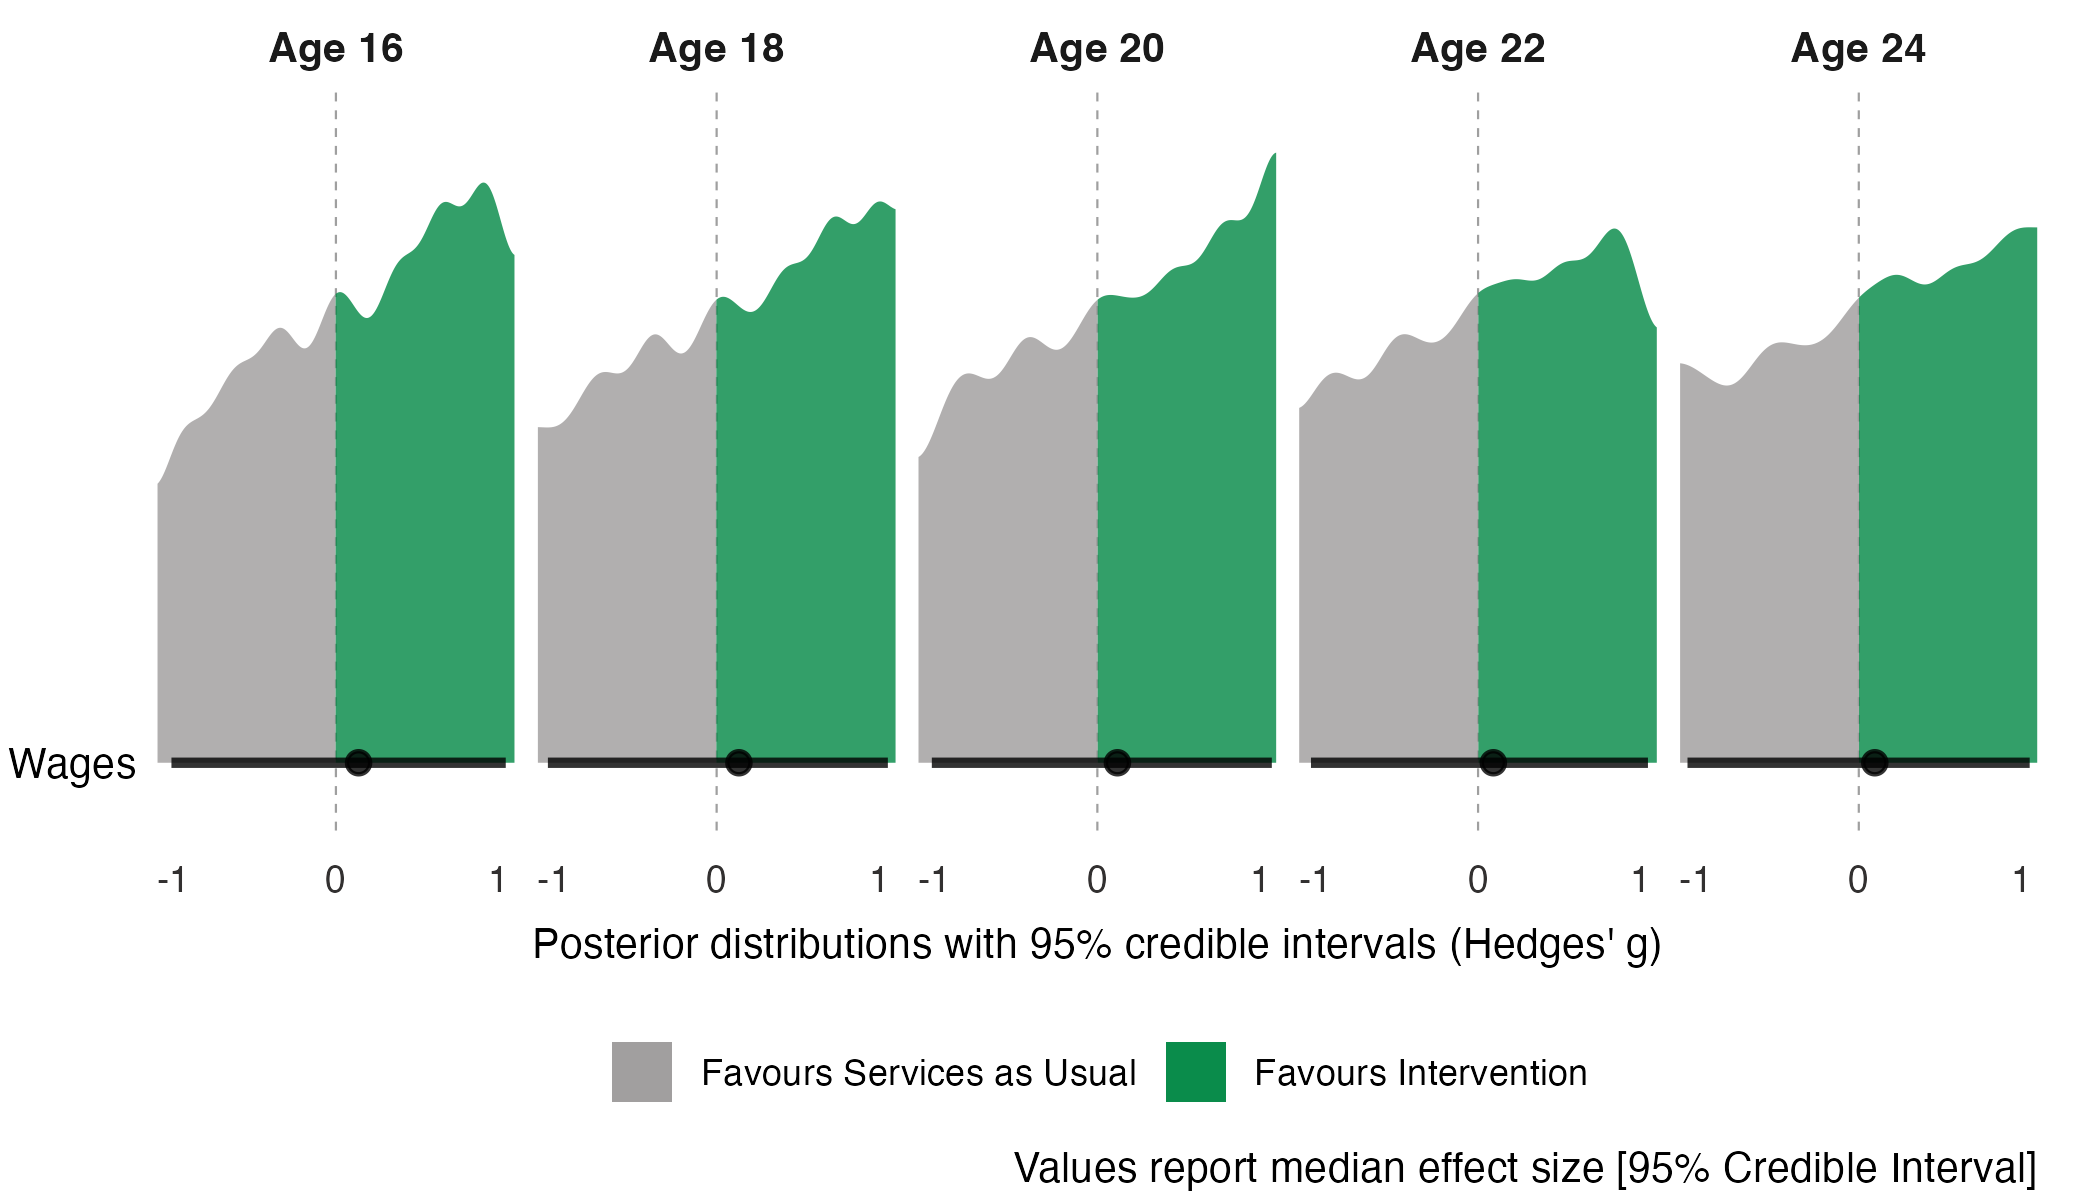 Age 16 Age 18 Age 20 Age 22 Age 24
Wages
-1 0 1 -1 0 1 -1 0 1 -1 0 1 -1 0 1
Posterior distributions with 95% credible intervals (Hedges' g)
Favours Services as Usual Favours Intervention
Values report median effect size [95% Credible Interval]